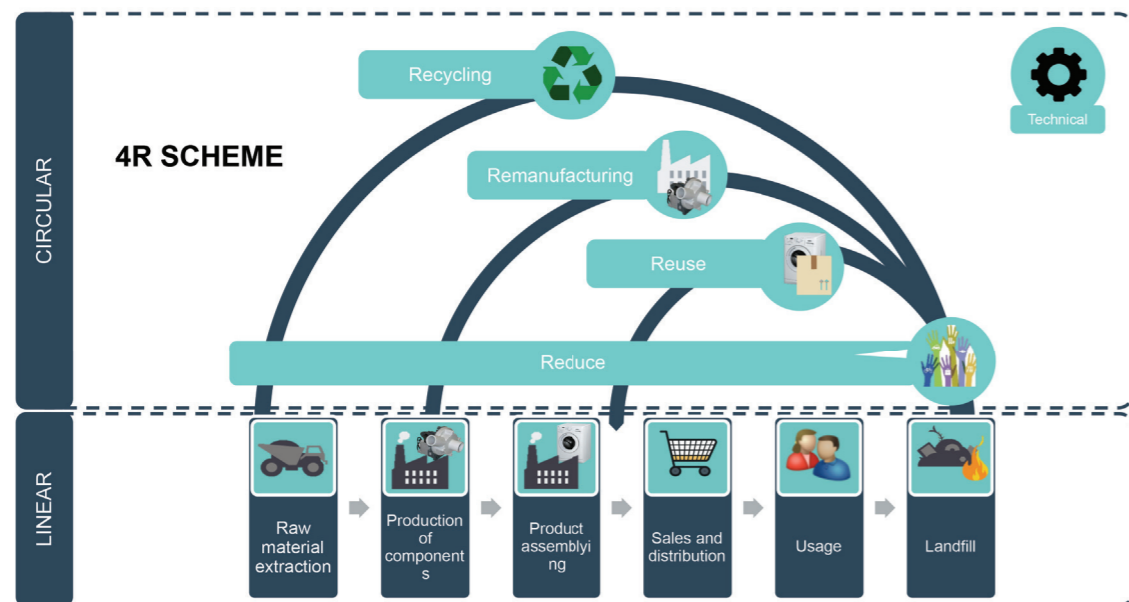 Recycling
Technical
4R SCHEME
Remanufacturing
Reuse
Reduce
CIRCULAR
LINEAR
Raw
material
extraction
Production
of
component
s
Product
assemblyi
ng
Sales and
distribution
Usage
Landfill